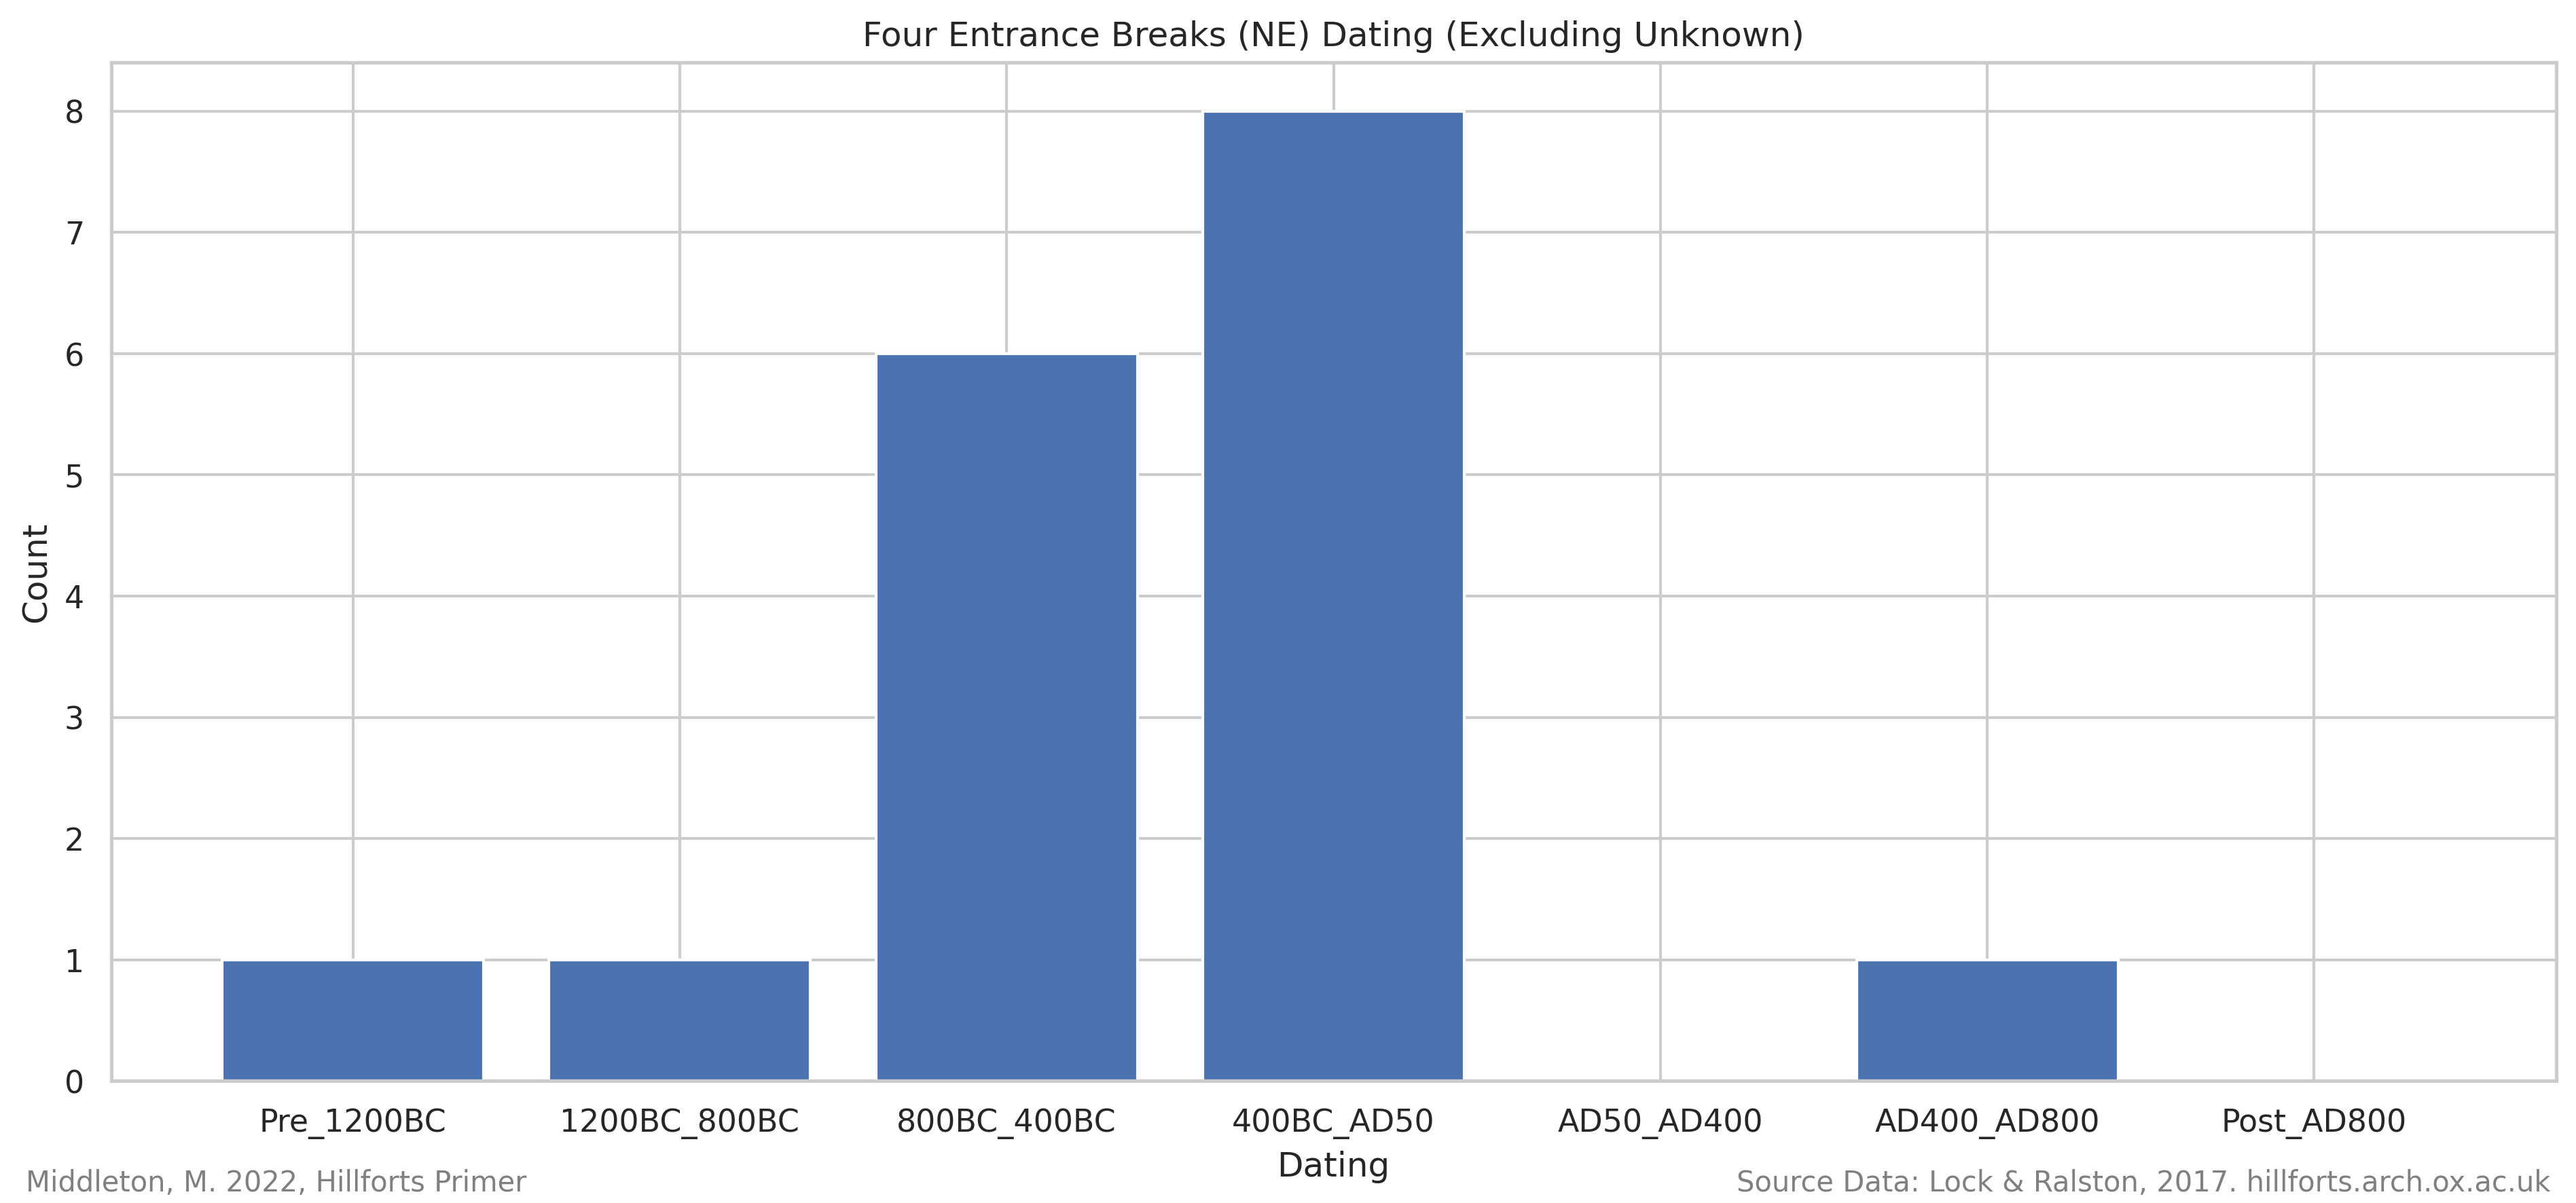 Four Entrance Breaks (NE) Dating (Excluding Unknown)
Count
8
7
6
5
4
3
2
1
0
Pre_1200BC 1200BC_800BC 800BC_400BC 400BC_AD50 AD50_AD400 AD400_AD800 Post_AD800
Dating
Middleton, M. 2022, Hillforts Primer
Source Data: Lock & Ralston, 2017. hillforts.arch.ox.ac.uk